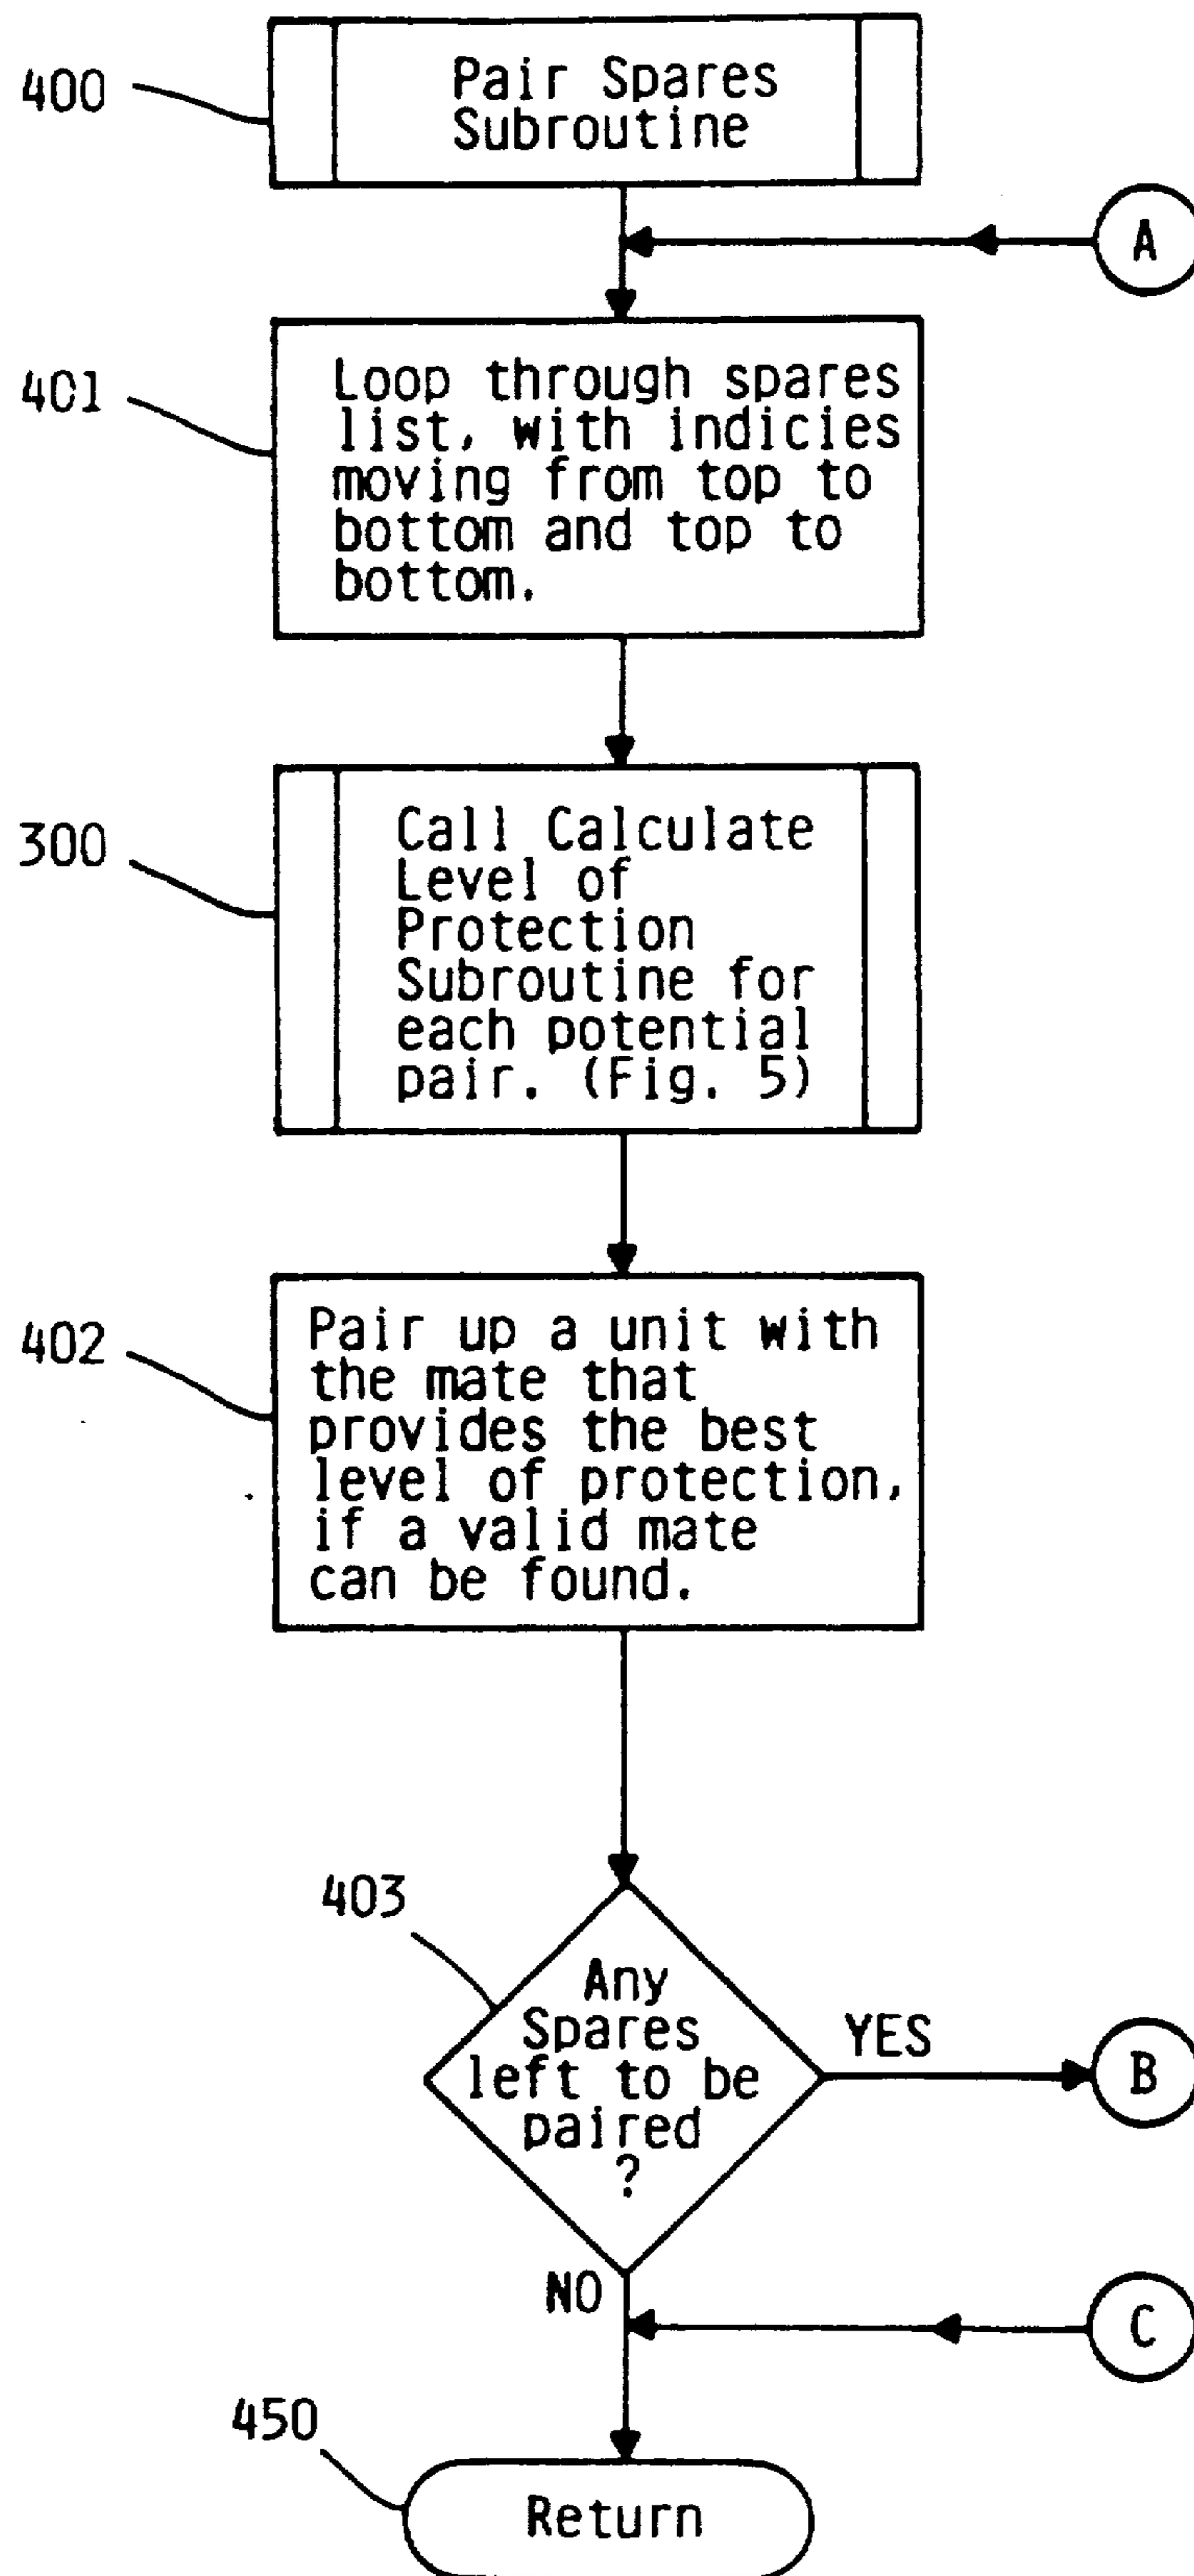 400
Pair Spares
Subroutine
A
401
Loop through spares
list, with indicies
moving from top to
bottom and top to
bottom.
300
Call Calculate
Level of
Protection
Subroutine for
each potential
pair. (Fig. 5)
402
Pair up a unit with
the mate that
provides the best
level of protection,
if a valid mate
can be found.
403
Any
Spares
left to be
paired
?
YES
B
NO
C
450
Return